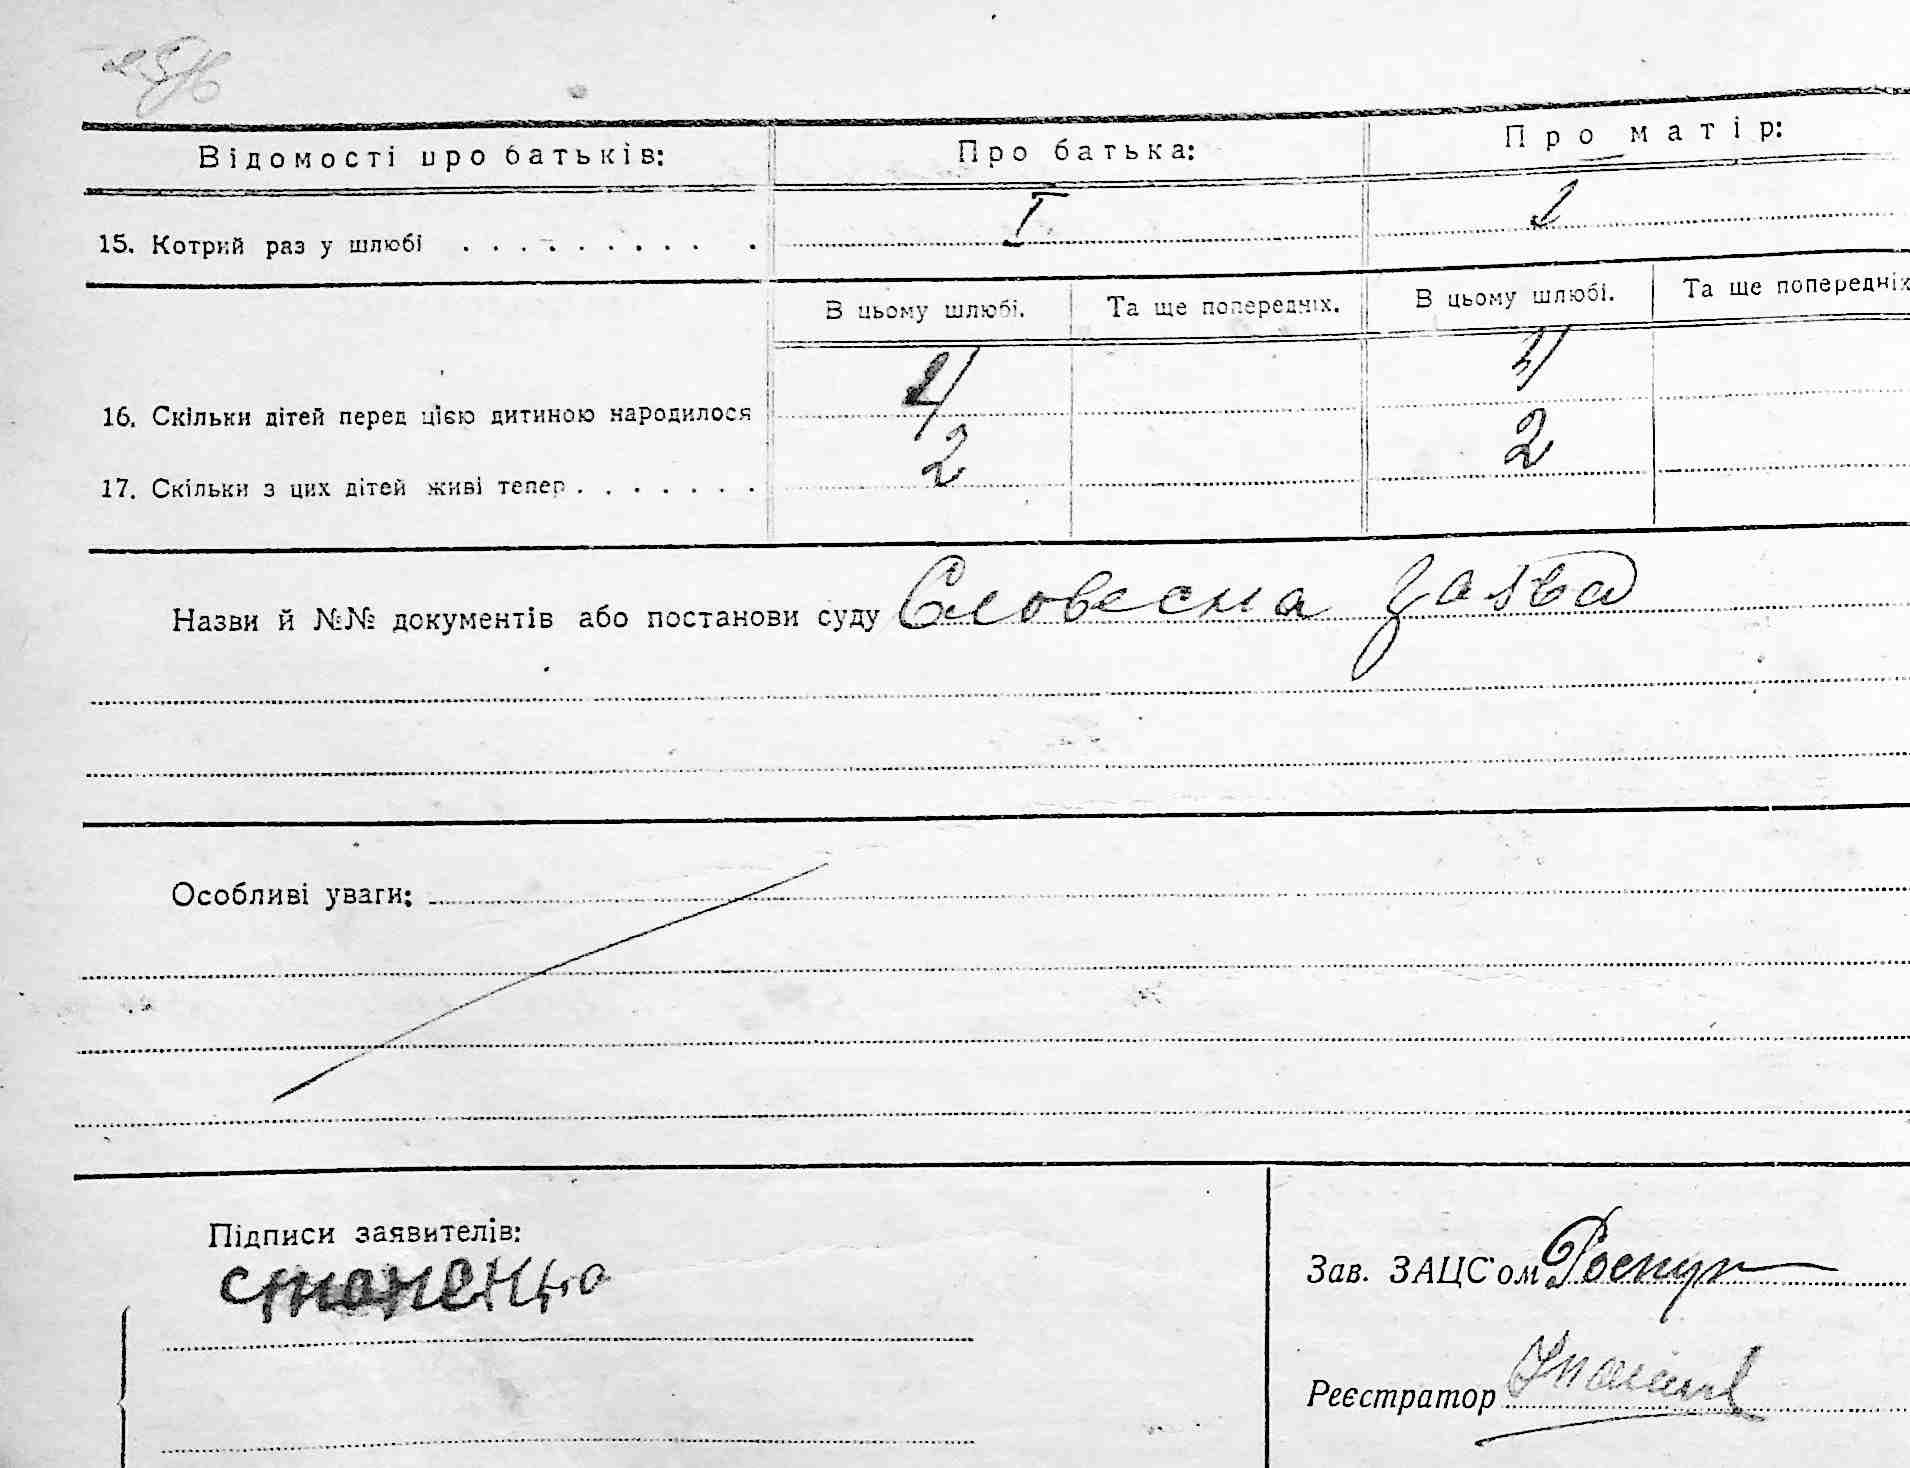 Відомості про батьків: Про батька: Про матір:
15. Котрий раз у шлюбі . . . . . . . . . . . I 1
В цьому шлюбі. Та ще попередніх. В цьому шлюбі. Та ще попередніх
16. Скільки дітей перед цією дитиною народилося 4 4
17. Скільки з цих дітей живі тепер . . . . . . . 2 2
Назви й №№ документів або постанови суду Словесна заява
Особливі уваги:
Підписи заявителів:
Зав. ЗАЦС'ом
Реєстратор